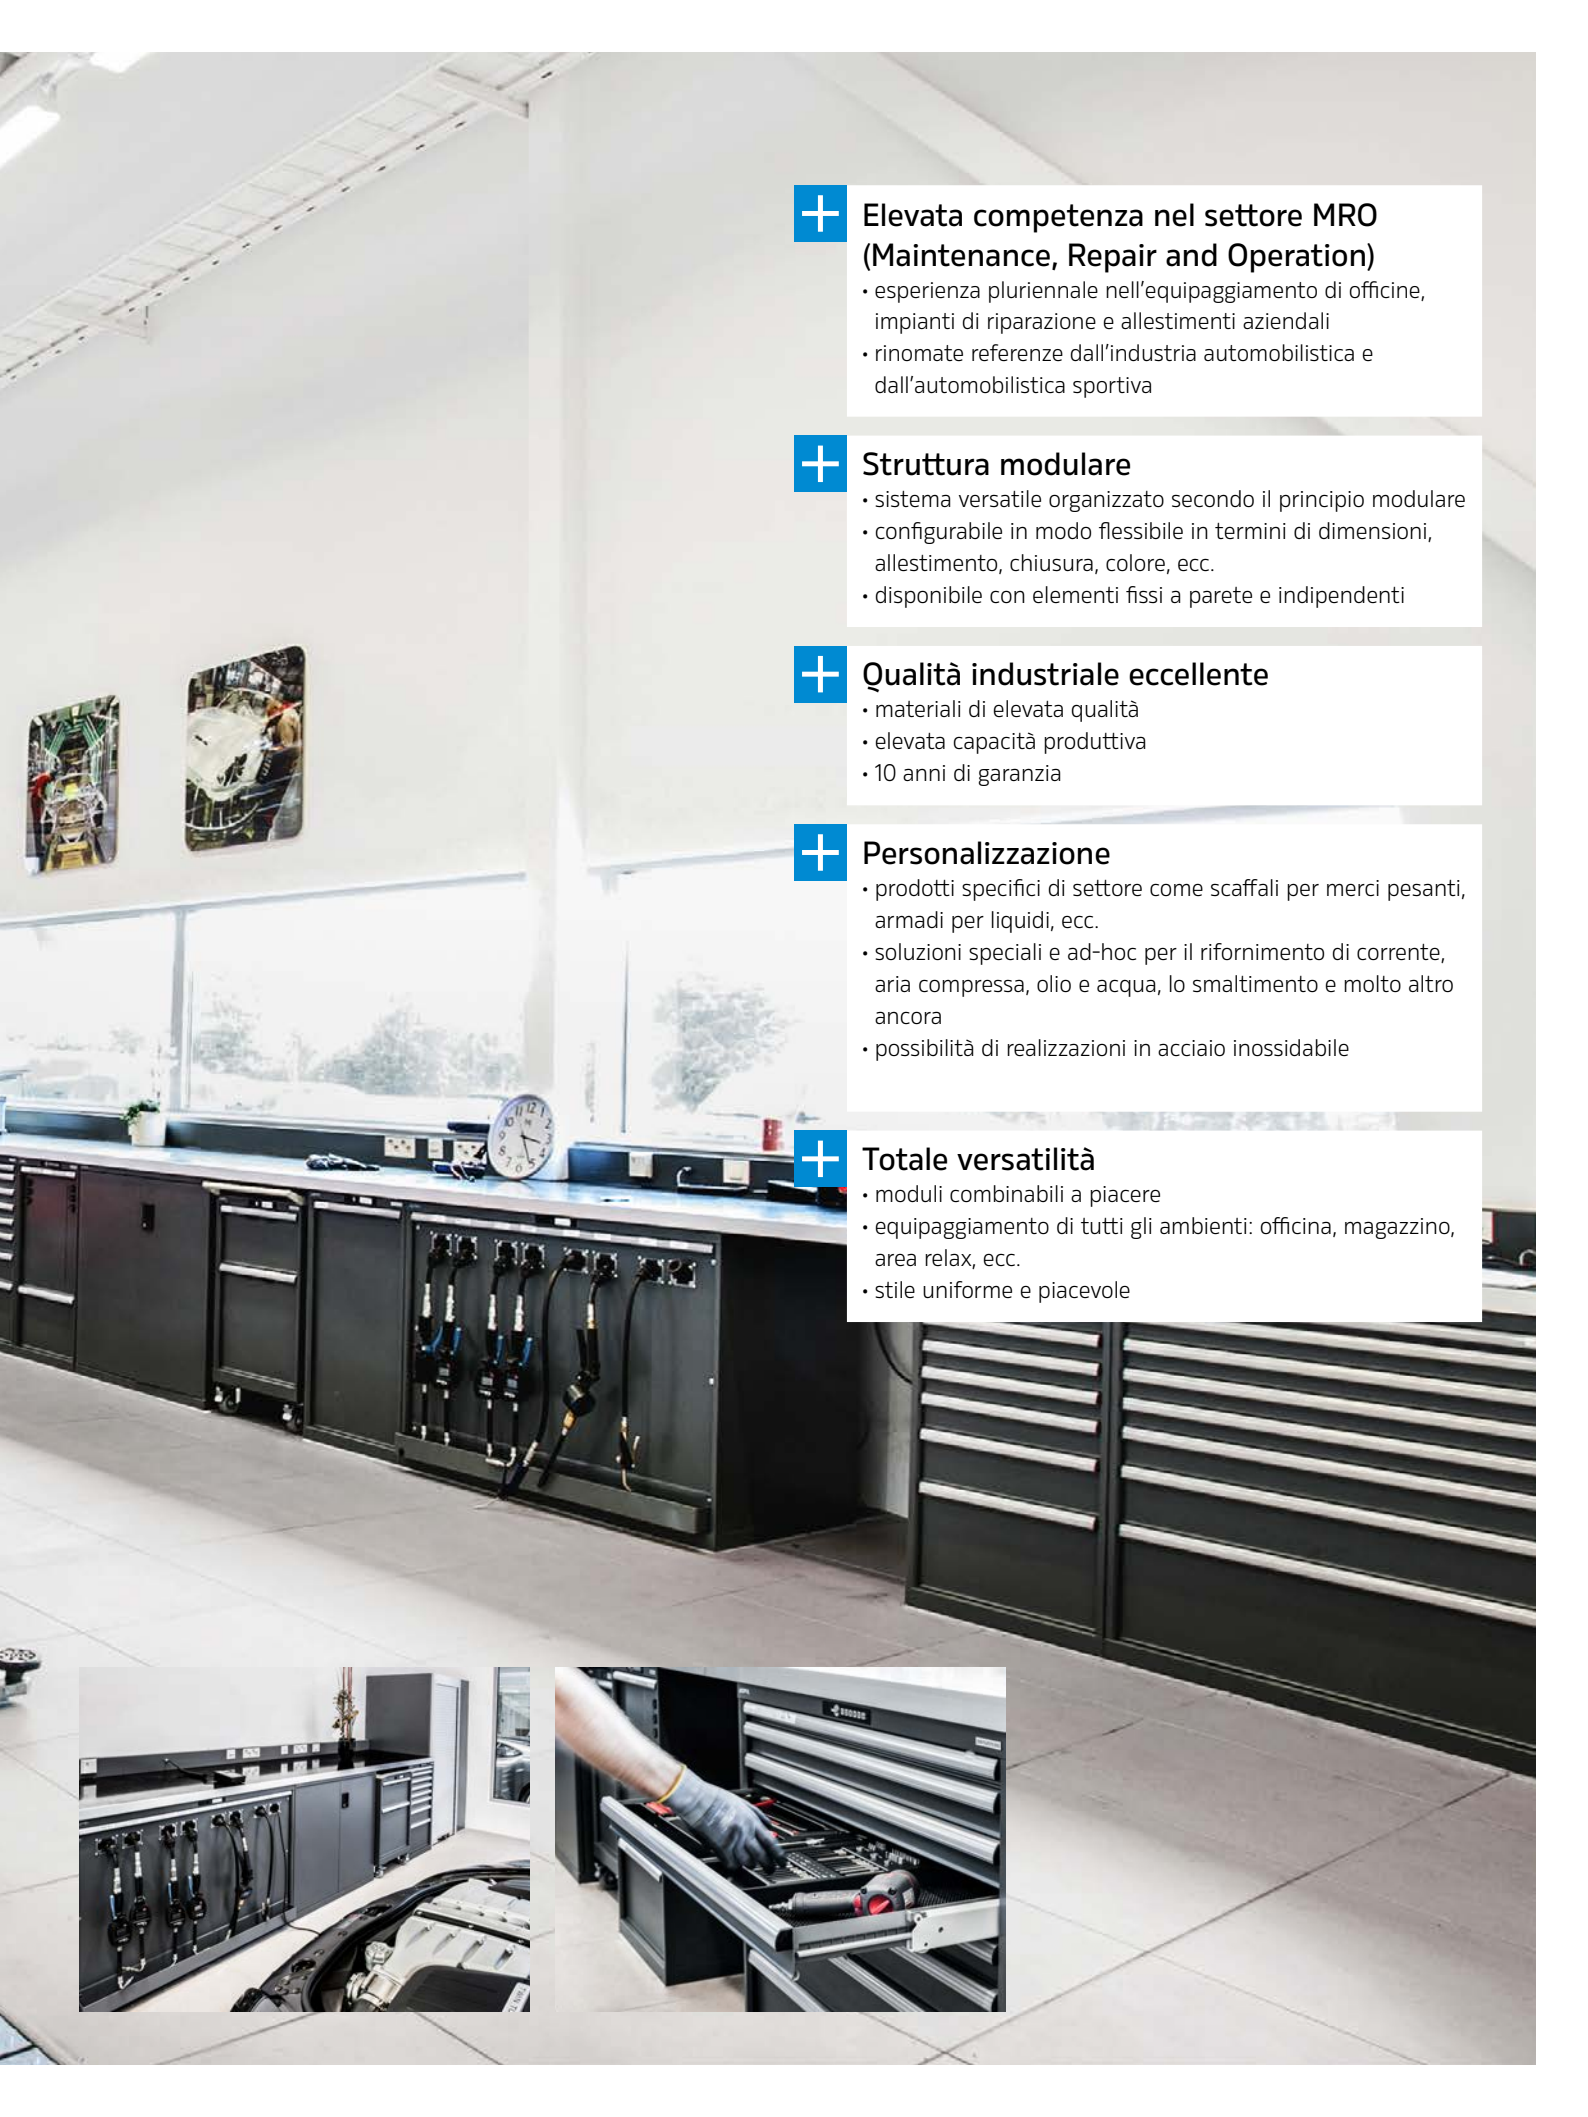 Elevata competenza nel settore MRO
(Maintenance, Repair and Operation)
• esperienza pluriennale nell'equipaggiamento di officine,
impianti di riparazione e allestimenti aziendali
• rinomate referenze dall'industria automobilistica e
dall'automobilistica sportiva
Struttura modulare
• sistema versatile organizzato secondo il principio modulare
• configurabile in modo flessibile in termini di dimensioni,
allestimento, chiusura, colore, ecc.
• disponibile con elementi fissi a parete e indipendenti
Qualità industriale eccellente
• materiali di elevata qualità
• elevata capacità produttiva
• 10 anni di garanzia
Personalizzazione
• prodotti specifici di settore come scaffali per merci pesanti,
armadi per liquidi, ecc.
• soluzioni speciali e ad-hoc per il rifornimento di corrente,
aria compressa, olio e acqua, lo smaltimento e molto altro
ancora
• possibilità di realizzazioni in acciaio inossidabile
Totale versatilità
• moduli combinabili a piacere
• equipaggiamento di tutti gli ambienti: officina, magazzino,
area relax, ecc.
• stile uniforme e piacevole